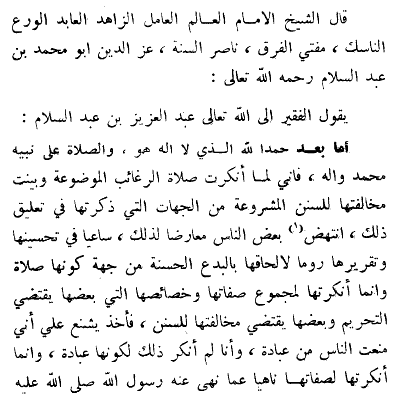 قال الشيخ الامام العالم العامل الزاهد العابد الورع
الناسك ، مفتي الفرق ، ناصر السنة ، عز الدين ابو محمد بن
عبد السلام رحمه الله تعالى :
يقول الفقير الى الله تعالى عبد العزيز بن عبد السلام :
أما بعد حمدا لله الذي لا اله هو ، والصلاة على نبيه
محمد واله ، فاني لما أنكرت صلاة الرغائب الموضوعة وبينت
مخالفتها للسنن المشروعة من الجهات التي ذكرتها في تعليق
ذلك ، انتهض(١) بعض الناس معارضا لذلك ، ساعيا في تحسينها
وتقريرها روما لالحاقها بالبدع الحسنة من جهة كونها صلاة
وانما أنكرتها لمجموع صفاتها وخصائصها التي بعضها يقتضي
التحريم وبعضها يقتضي مخالفتها للسنن ، فأخذ يشنع علي أني
منعت الناس من عبادة ، وأنا لم أنكر ذلك لكونها عبادة ، وانما
أنكرتها لصفاتها ناهيا عما نهى عنه رسول الله صلى الله عليه